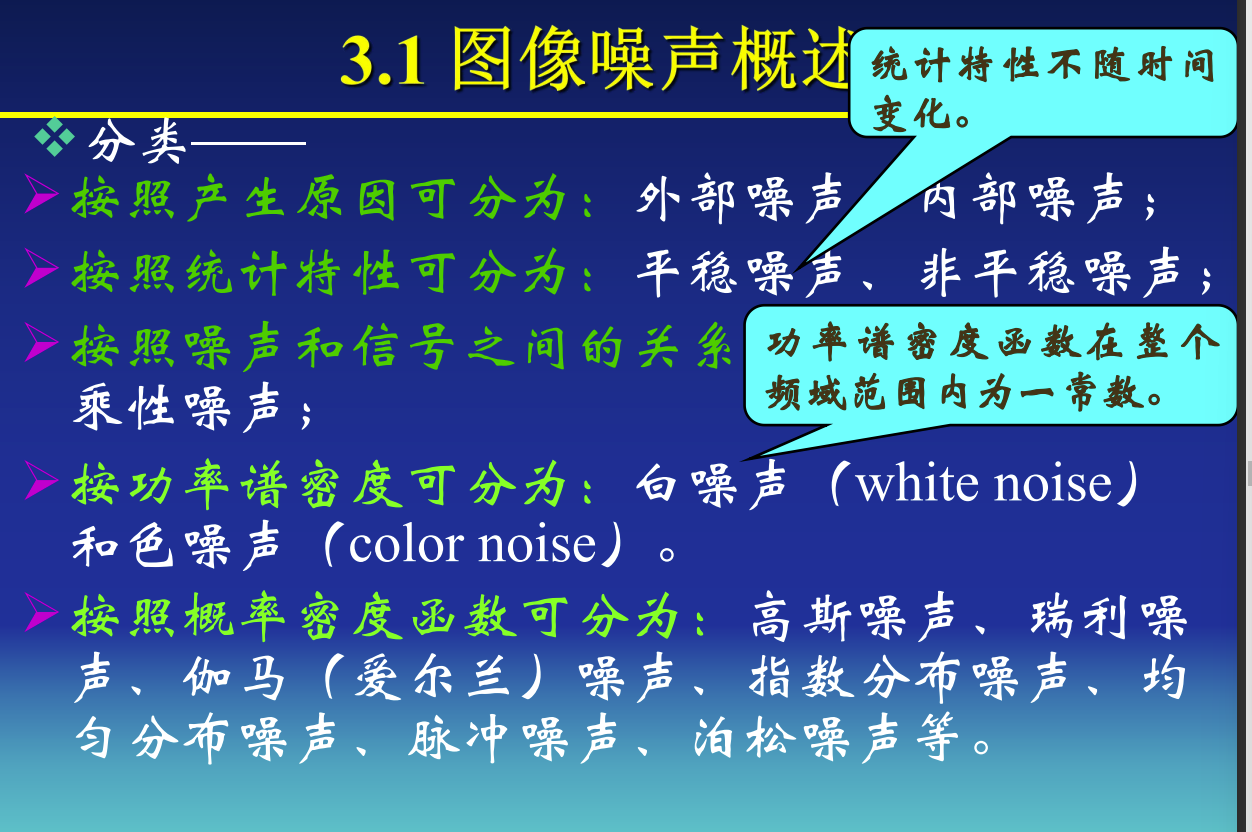 3.1 图像噪声概述
统计特性不随时间
变化。
分类——
按照产生原因可分为：外部噪声 内部噪声；
按照统计特性可分为：平稳噪声、非平稳噪声；
按照噪声和信号之间的关系
功率谱密度函数在整个
频域范围内为一常数。
乘性噪声；
按功率谱密度可分为：白噪声（white noise）
和色噪声（color noise）。
按照概率密度函数可分为：高斯噪声、瑞利噪
声、伽马（爱尔兰）噪声、指数分布噪声、均
匀分布噪声、脉冲噪声、泊松噪声等。